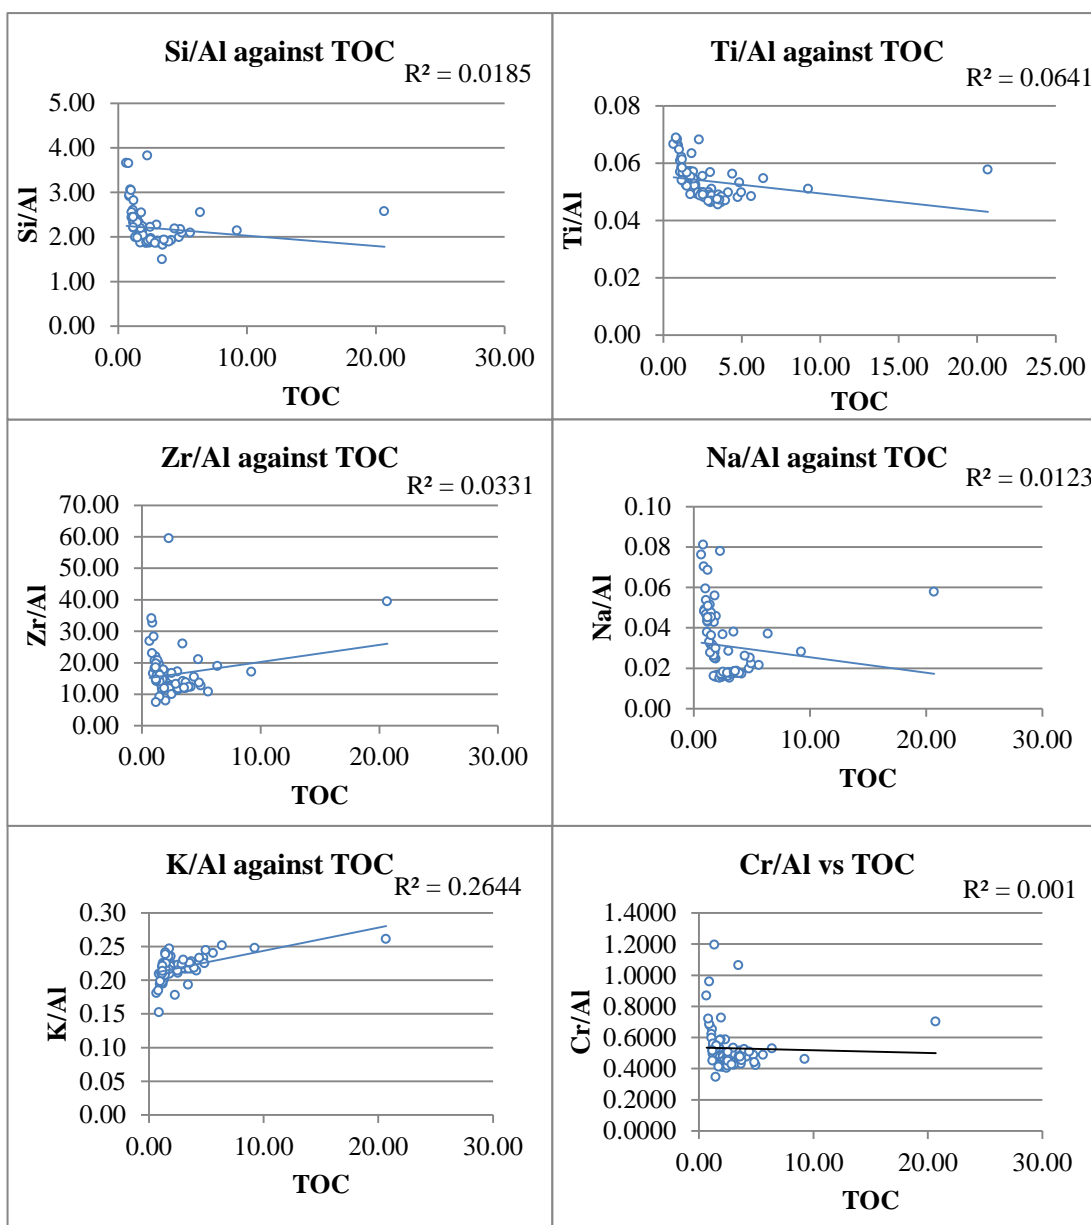 Si/Al against TOC
R² = 0.0185
5.00
4.00
3.00
2.00
1.00
0.00
Si/Al
0.00 10.00 20.00 30.00
TOC
Ti/Al against TOC
R² = 0.0641
0.08
0.06
0.04
0.02
0.00
Ti/Al
0.00 5.00 10.00 15.00 20.00 25.00
TOC
Zr/Al against TOC
R² = 0.0331
70.00
60.00
50.00
40.00
30.00
20.00
10.00
0.00
Zr/Al
0.00 10.00 20.00 30.00
TOC
Na/Al against TOC
R² = 0.0123
0.10
0.08
0.06
0.04
0.02
0.00
Na/Al
0.00 10.00 20.00 30.00
TOC
K/Al against TOC
R² = 0.2644
0.30
0.25
0.20
0.15
0.10
0.05
0.00
K/Al
0.00 10.00 20.00 30.00
TOC
Cr/Al vs TOC
R² = 0.001
1.4000
1.2000
1.0000
0.8000
0.6000
0.4000
0.2000
0.0000
Cr/Al
0.00 10.00 20.00 30.00
TOC